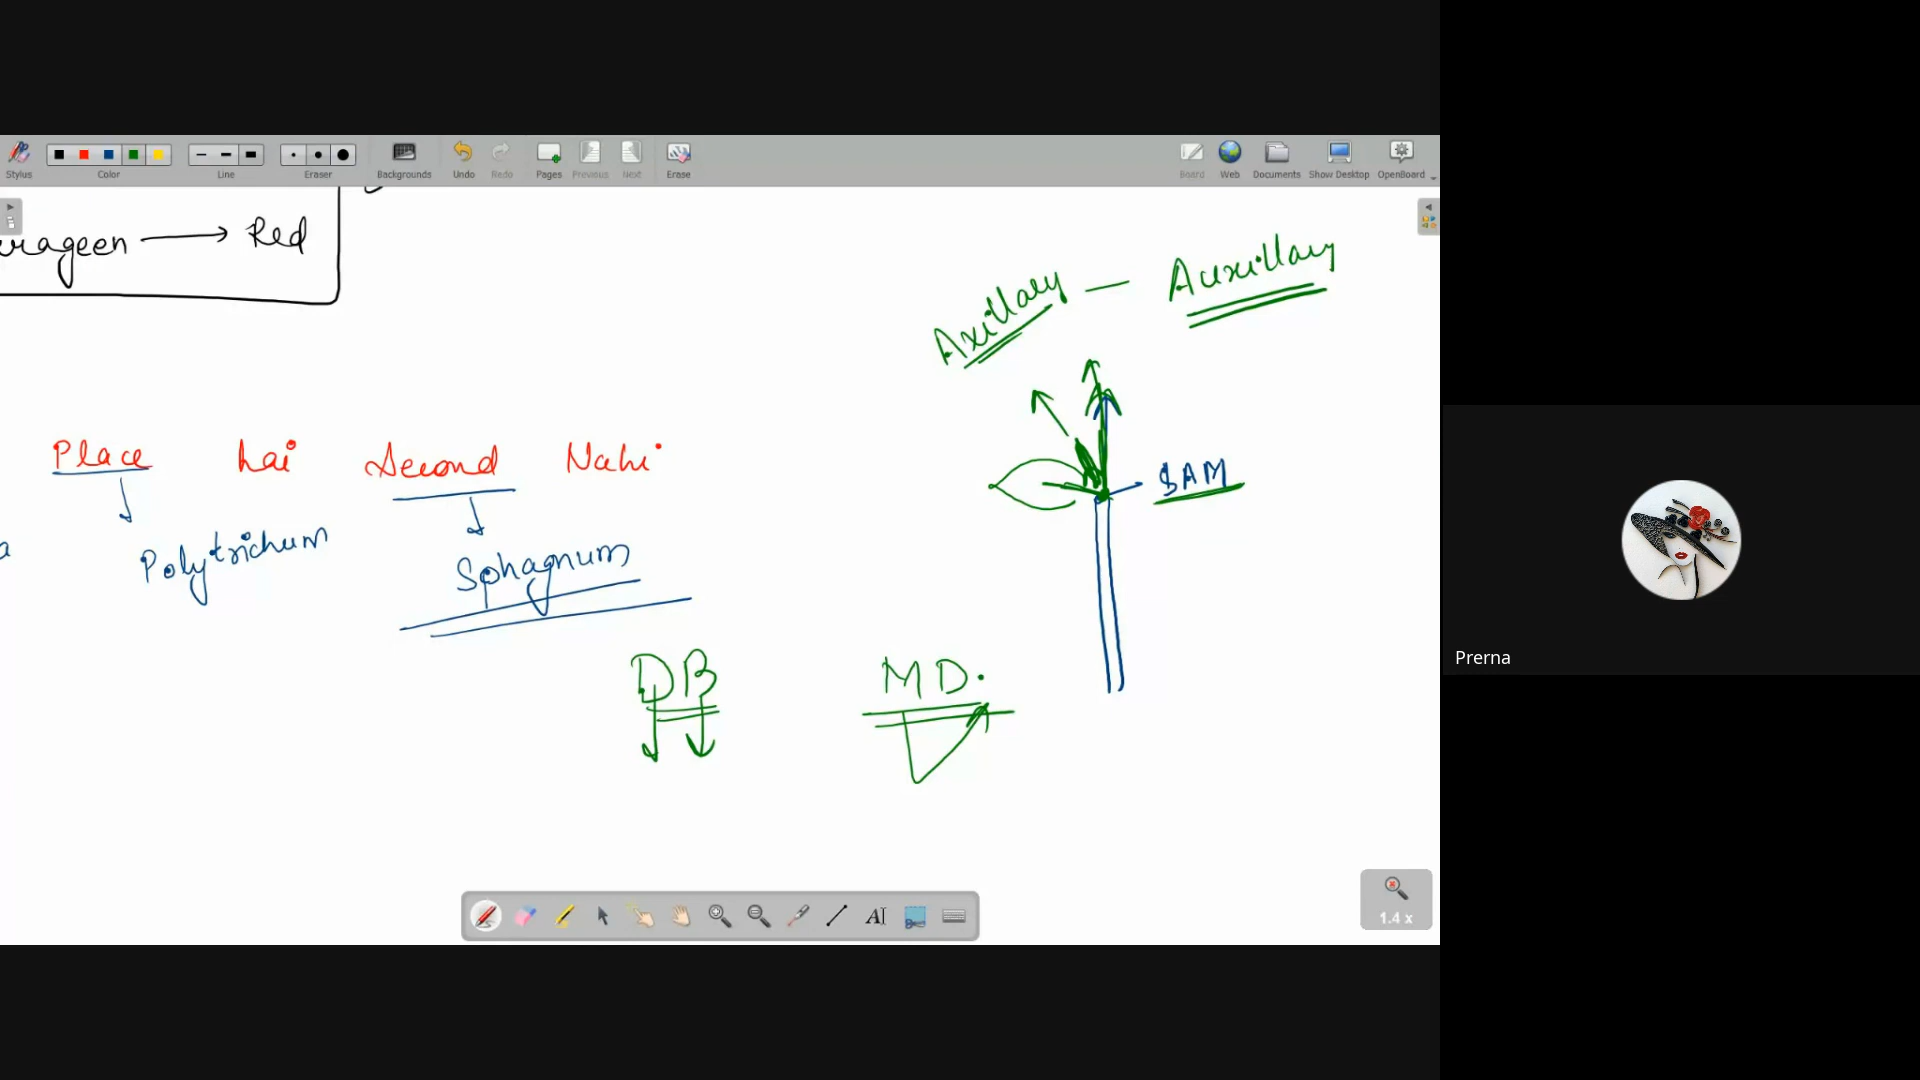 Stylus
Color
Line
Eraser
Backgrounds
Undo
Redo
Pages
Previous
Next
Erase
Board
Web
Documents
Show Desktop
OpenBoard
rageen → Red
Axillary — Auxillary
Place hai Second Nahi
SAM
Polytrichum
Sphagnum
DB
MD.
Prerna
1.4 x